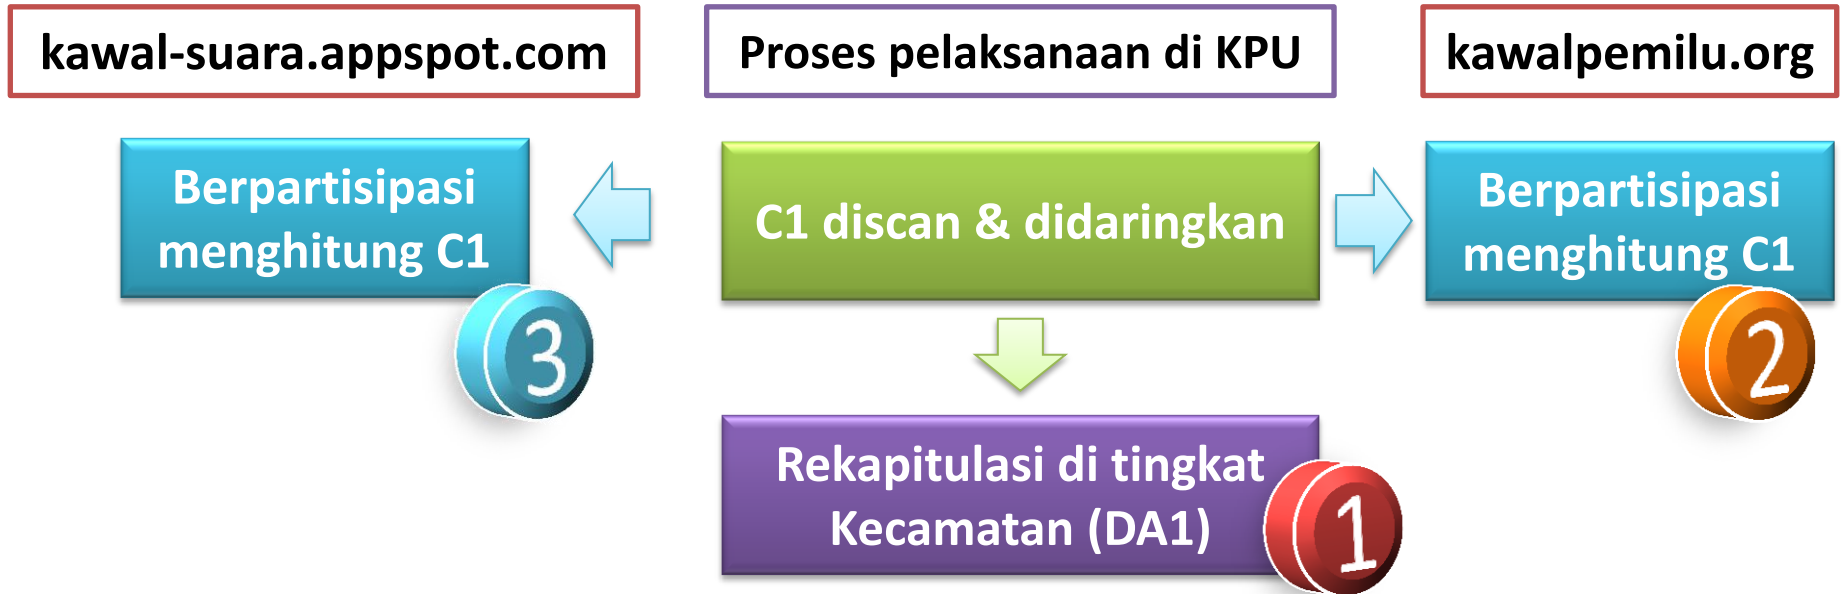 kawal-suara.appspot.com
Proses pelaksanaan di KPU
kawalpemilu.org
Berpartisipasi
menghitung C1
3
C1 discan & didaringkan
Berpartisipasi
menghitung C1
2
Rekapitulasi di tingkat
Kecamatan (DA1)
1